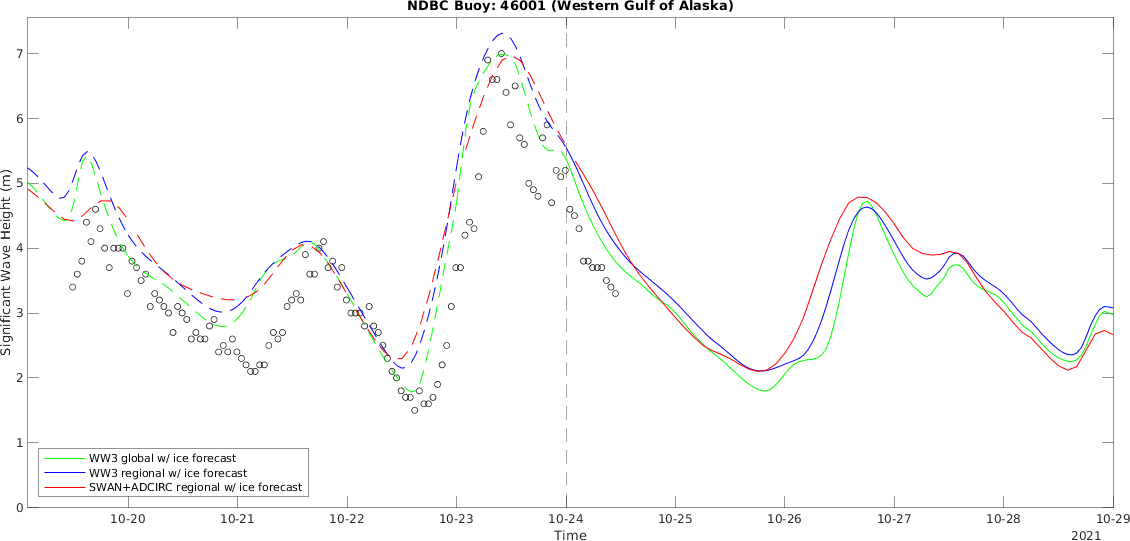 NDBC Buoy: 46001 (Western Gulf of Alaska)
Significant Wave Height (m)
7
6
5
4
3
2
1
0
WW3 global w/ ice forecast
WW3 regional w/ ice forecast
SWAN+ADCIRC regional w/ ice forecast
10-20 10-21 10-22 10-23 10-24 10-25 10-26 10-27 10-28 10-29
Time
2021